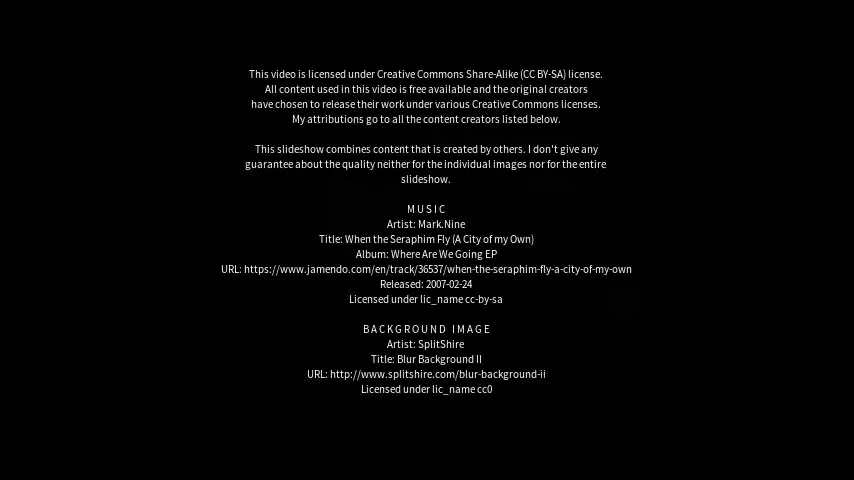 This video is licensed under Creative Commons Share-Alike (CC BY-SA) license.
All content used in this video is free available and the original creators
have chosen to release their work under various Creative Commons licenses.
My attributions go to all the content creators listed below.
This slideshow combines content that is created by others. I don't give any
guarantee about the quality neither for the individual images nor for the entire
slideshow.
MUSIC
Artist: Mark.Nine
Title: When the Seraphim Fly (A City of my Own)
Album: Where Are We Going EP
URL: https://www.jamendo.com/en/track/36537/when-the-seraphim-fly-a-city-of-my-own
Released: 2007-02-24
Licensed under lic_name cc-by-sa
BACKGROUND IMAGE
Artist: SplitShire
Title: Blur Background II
URL: http://www.splitshire.com/blur-background-ii
Licensed under lic_name cc0